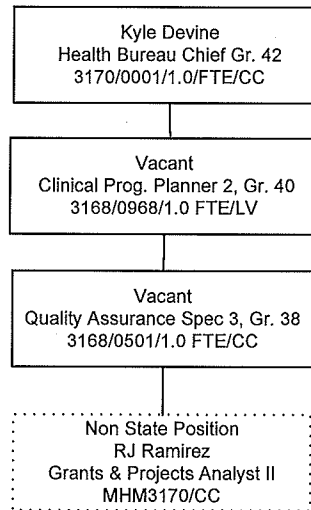 Kyle Devine
Health Bureau Chief Gr. 42
3170/0001/1.0/FTE/CC
Vacant
Clinical Prog. Planner 2, Gr. 40
3168/0968/1.0 FTE/LV
Vacant
Quality Assurance Spec 3, Gr. 38
3168/0501/1.0 FTE/CC
Non State Position
RJ Ramirez
Grants & Projects Analyst II
MHM3170/CC